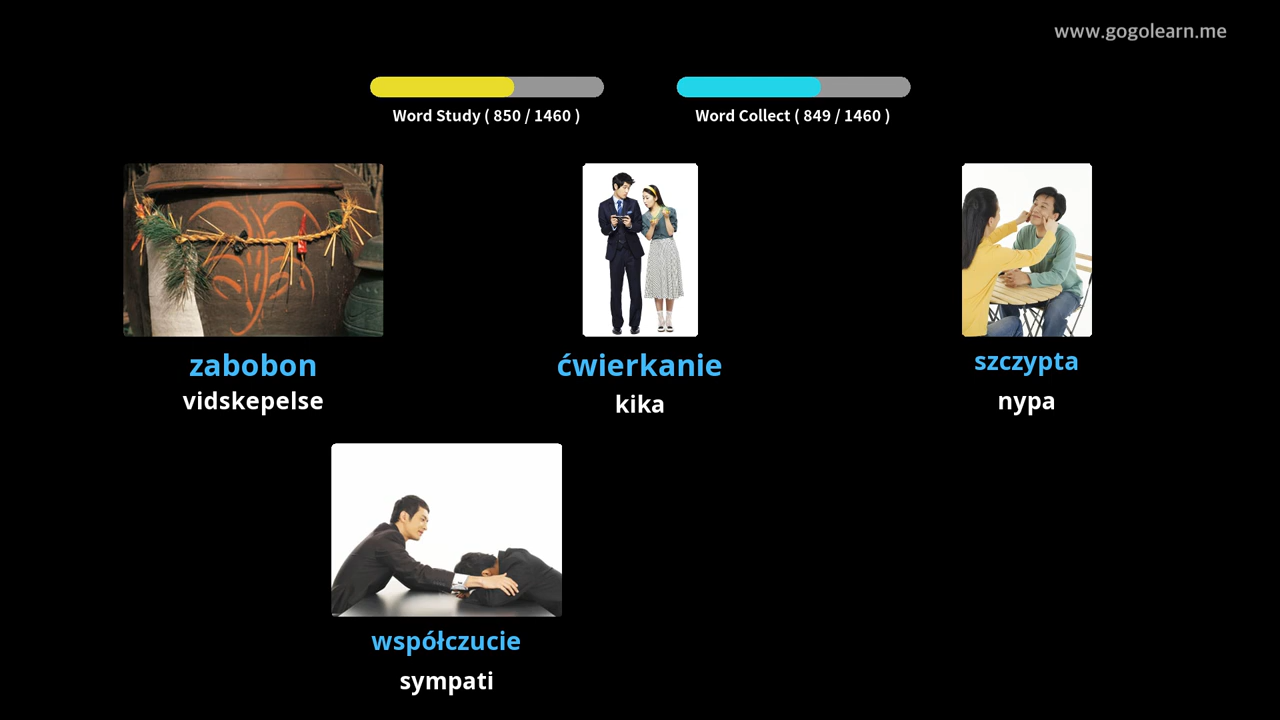 www.gogolearn.me
Word Study ( 850 / 1460 )
Word Collect ( 849 / 1460 )
zabobon
vidskepelse
ćwierkanie
kika
szczypta
nypa
współczucie
sympati